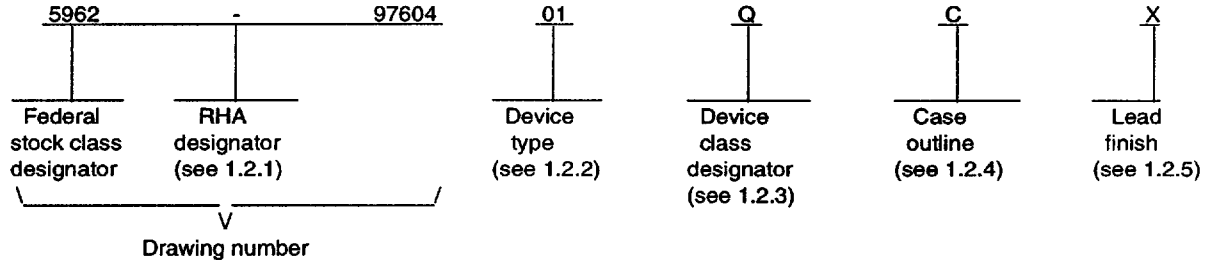 5962 - 97604 01 Q C X
Federal stock class designator
RHA designator (see 1.2.1)
Device type (see 1.2.2)
Device class designator (see 1.2.3)
Case outline (see 1.2.4)
Lead finish (see 1.2.5)
\ / V
Drawing number